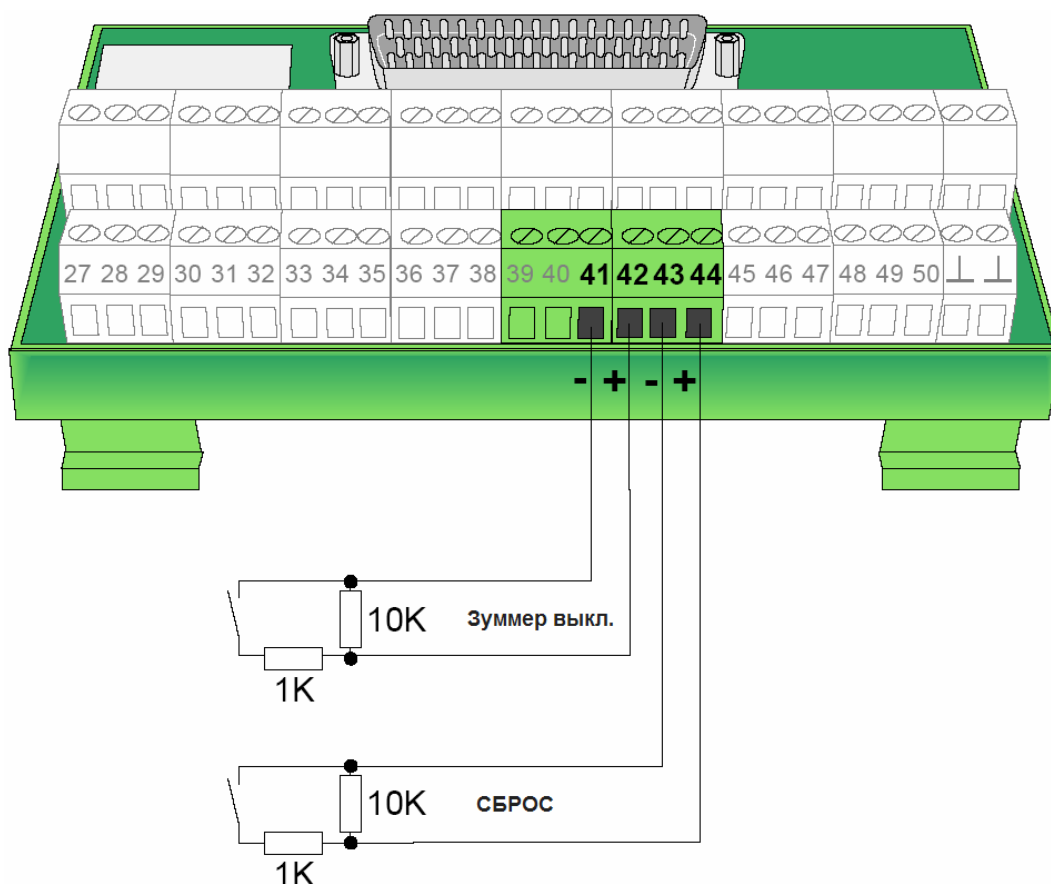 27 28 29 30 31 32 33 34 35 36 37 38 39 40 41 42 43 44 45 46 47 48 49 50
- + - +
10K Зуммер выкл.
1K
10K СБРОС
1K